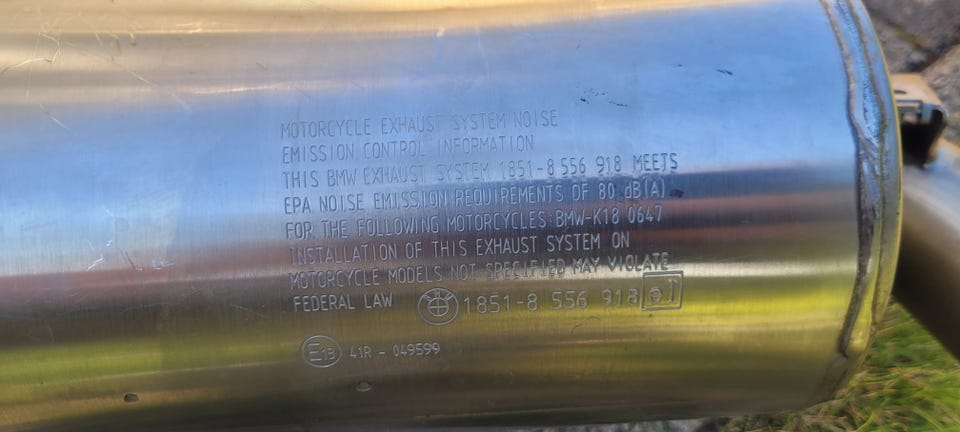 MOTORCYCLE EXHAUST SYSTEM NOISE
EMISSION CONTROL INFORMATION
THIS BMW EXHAUST SYSTEM 1851-8 556 918 MEETS
EPA NOISE EMISSION REQUIREMENTS OF 80 dB(A)
FOR THE FOLLOWING MOTORCYCLES:BMW-K18 0647
INSTALLATION OF THIS EXHAUST SYSTEM ON
MOTORCYCLE MODELS NOT SPECIFIED MAY VIOLATE
FEDERAL LAW 1851-8 556 918
E13 41R - 049599